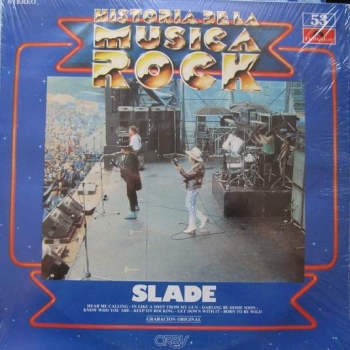 STEREO
HISTORIA DE LA
MUSICA
ROCK
53
SLADE
HEAR ME CALLING - IN LIKE A SHOT FROM MY GUN - DARLING BE HOME SOON -
KNOW WHO YOU ARE - KEEP ON ROCKING - GET DOWN WITH IT - BORN TO BE WILD
GRABACION ORIGINAL
ORBIS